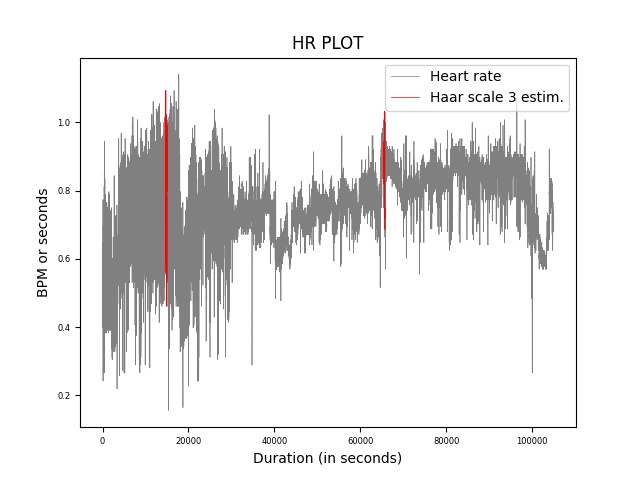 HR PLOT
Heart rate
Haar scale 3 estim.
1.0
0.8
0.6
0.4
0.2
BPM or seconds
0 20000 40000 60000 80000 100000
Duration (in seconds)